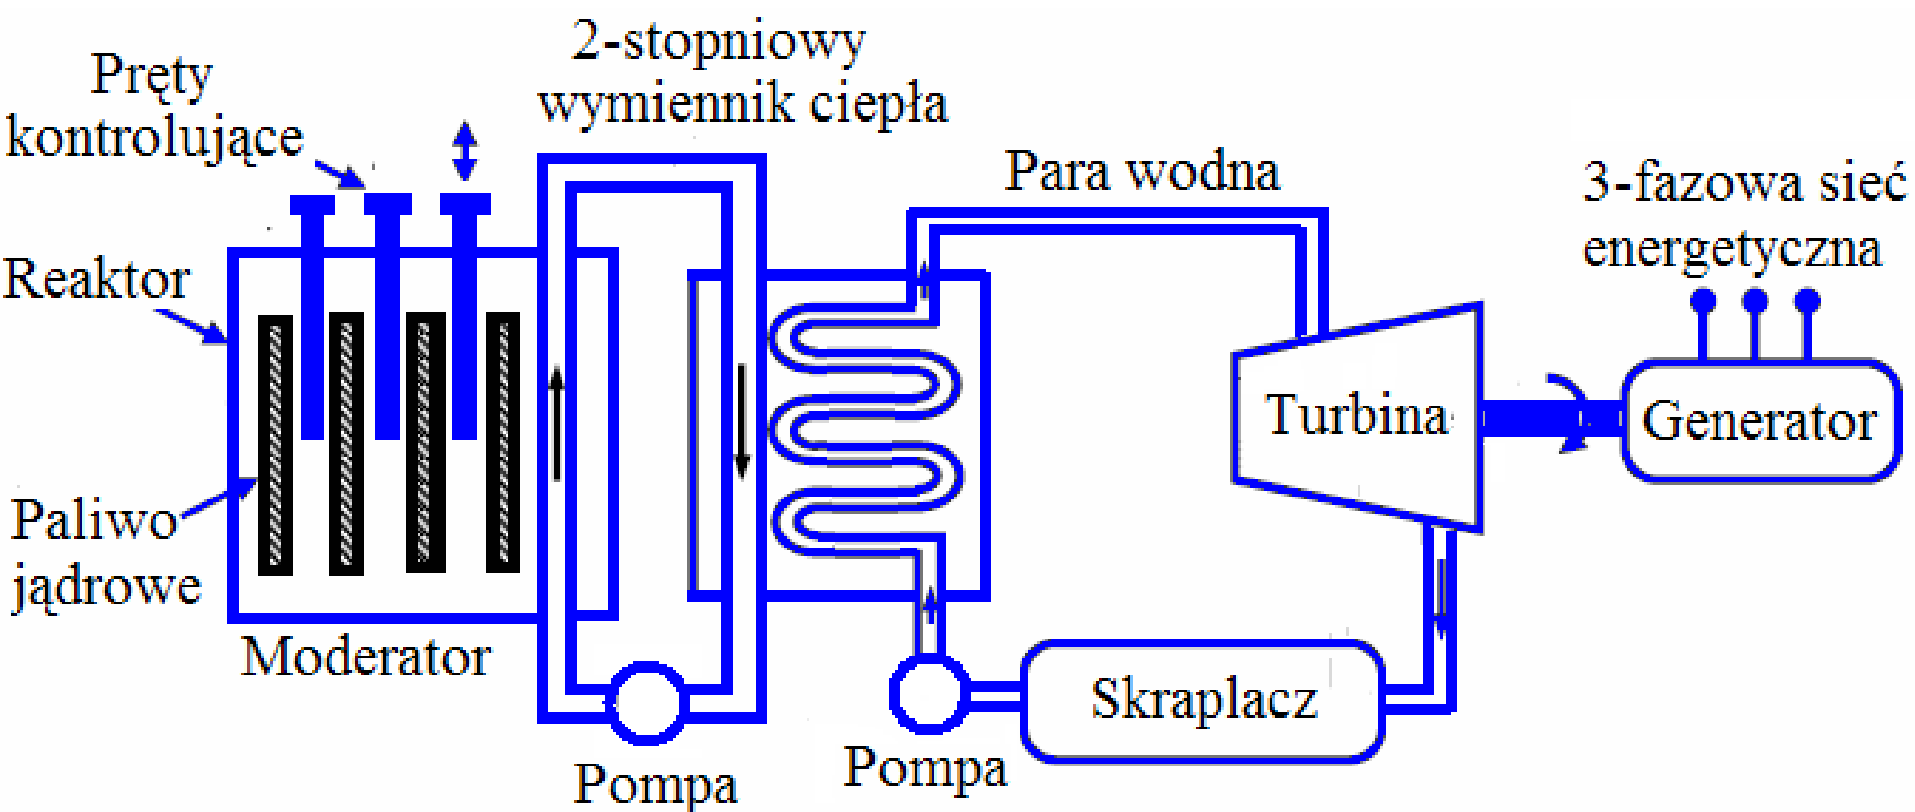 2-stopniowy
wymiennik ciepła
Pręty
kontrolujące
Para wodna
3-fazowa sieć
energetyczna
Reaktor
Turbina
Generator
Paliwo
jądrowe
Moderator
Skraplacz
Pompa
Pompa